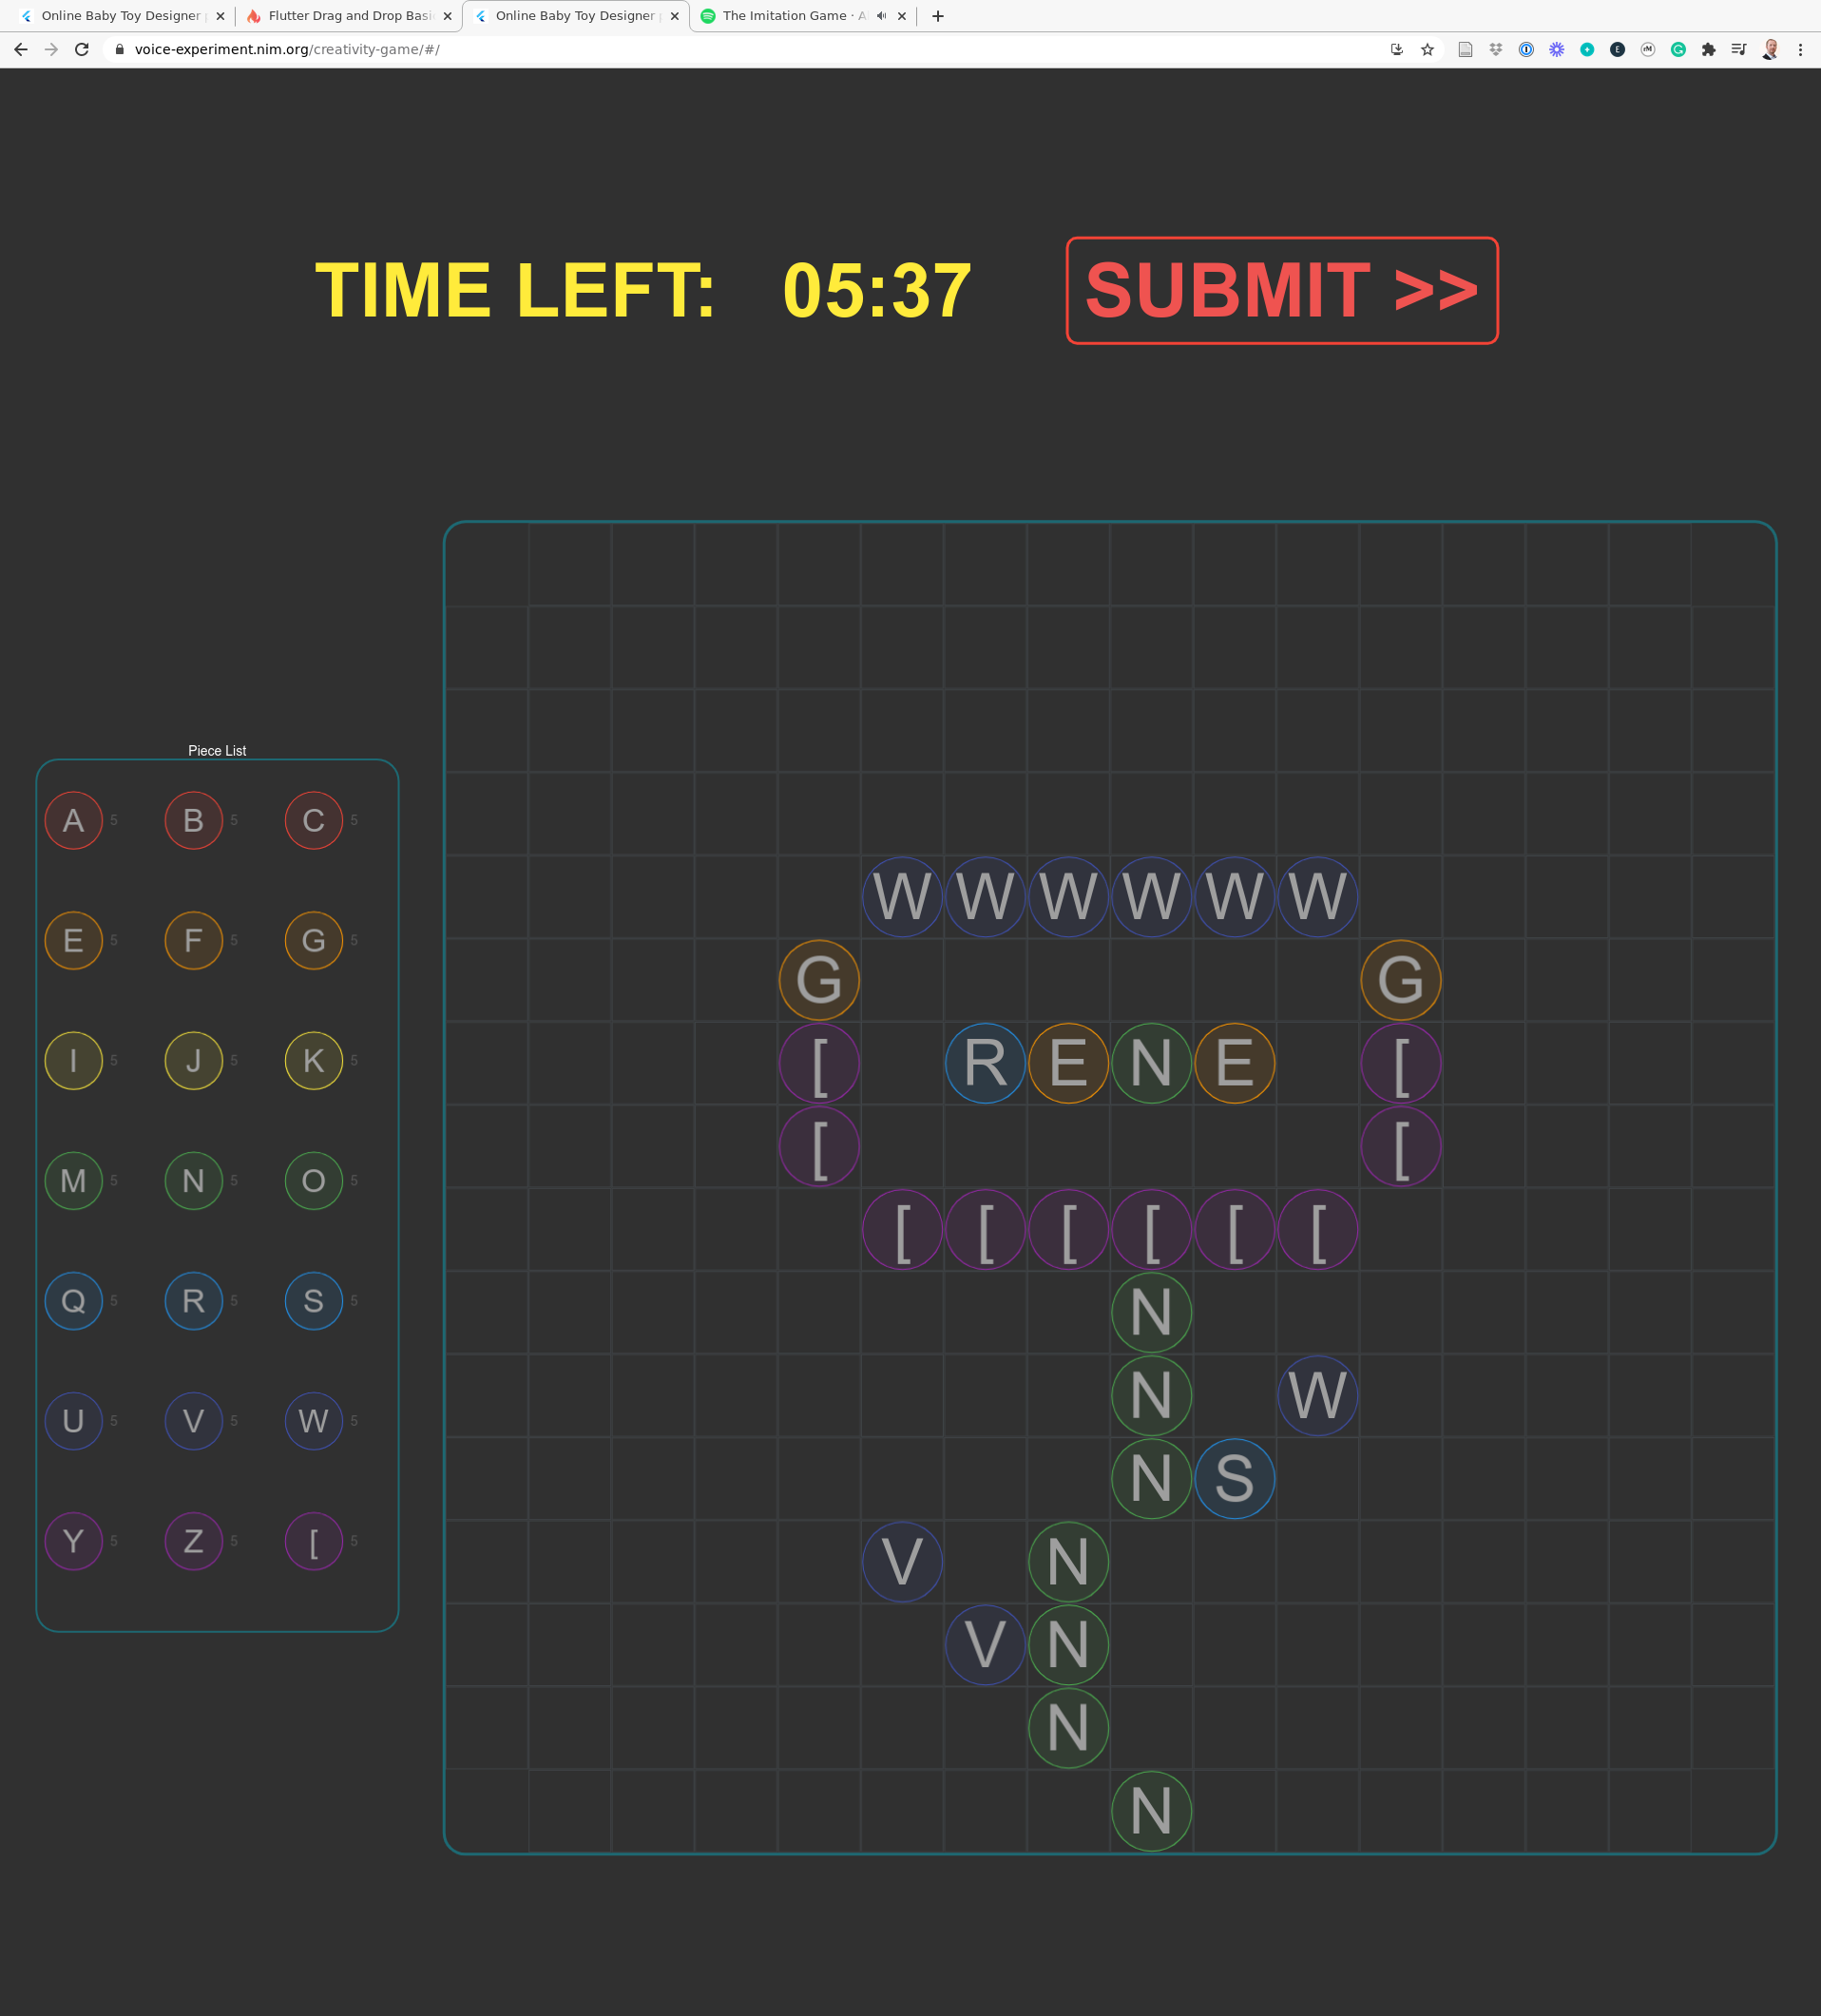 Online Baby Toy Designer
Flutter Drag and Drop Basi
Online Baby Toy Designer
The Imitation Game · A
voice-experiment.nim.org/creativity-game/#/
TIME LEFT: 05:37 SUBMIT >>
Piece List
A 5 B 5 C 5
E 5 F 5 G 5
I 5 J 5 K 5
M 5 N 5 O 5
Q 5 R 5 S 5
U 5 V 5 W 5
Y 5 Z 5 [ 5
W W W W W W
G G
[ R E N E [
[ [
[ [ [ [ [ [
N
N W
N S
V N
V N
N
N